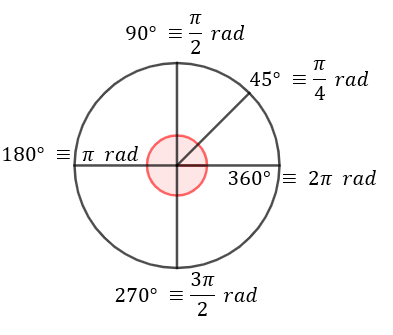 90° ≡ π/2 rad
45° ≡ π/4 rad
180° ≡ π rad
360° ≡ 2π rad
270° ≡ 3π/2 rad